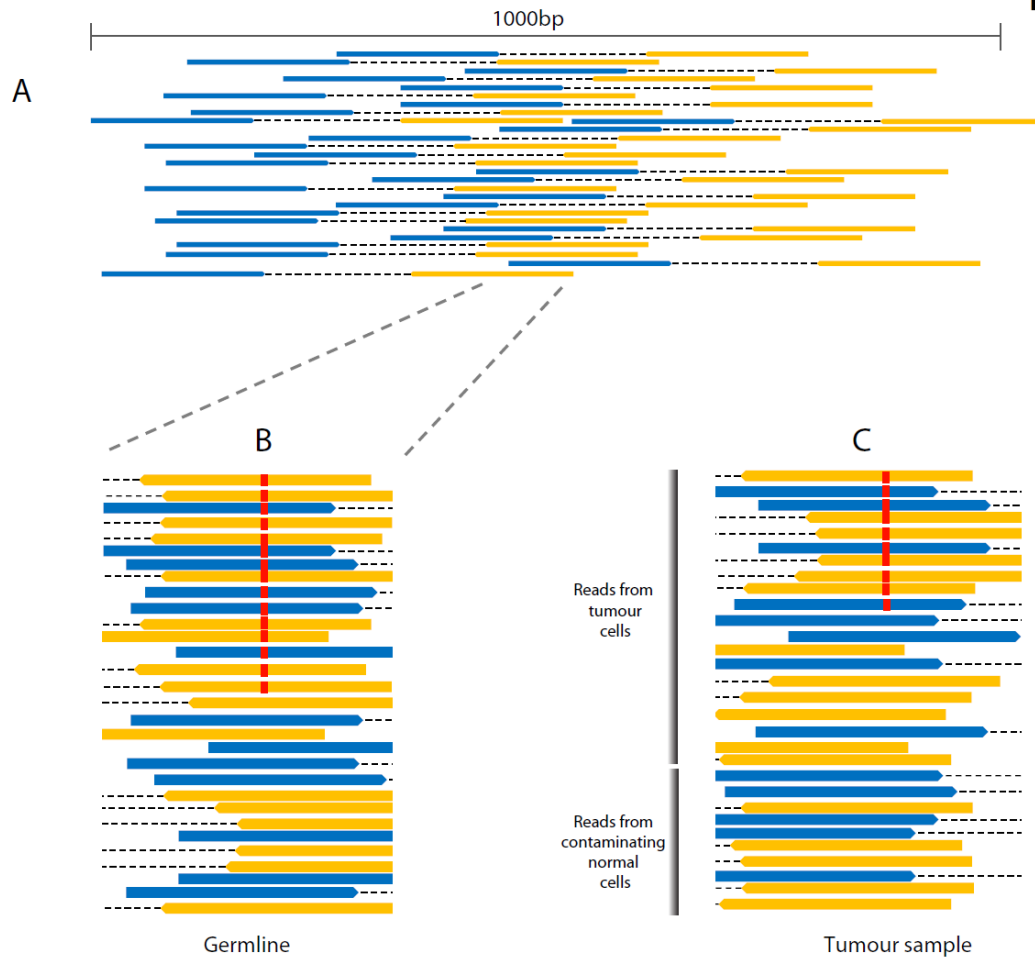 1000bp
A
B
C
Reads from
tumour
cells
Reads from
contaminating
normal
cells
Germline
Tumour sample